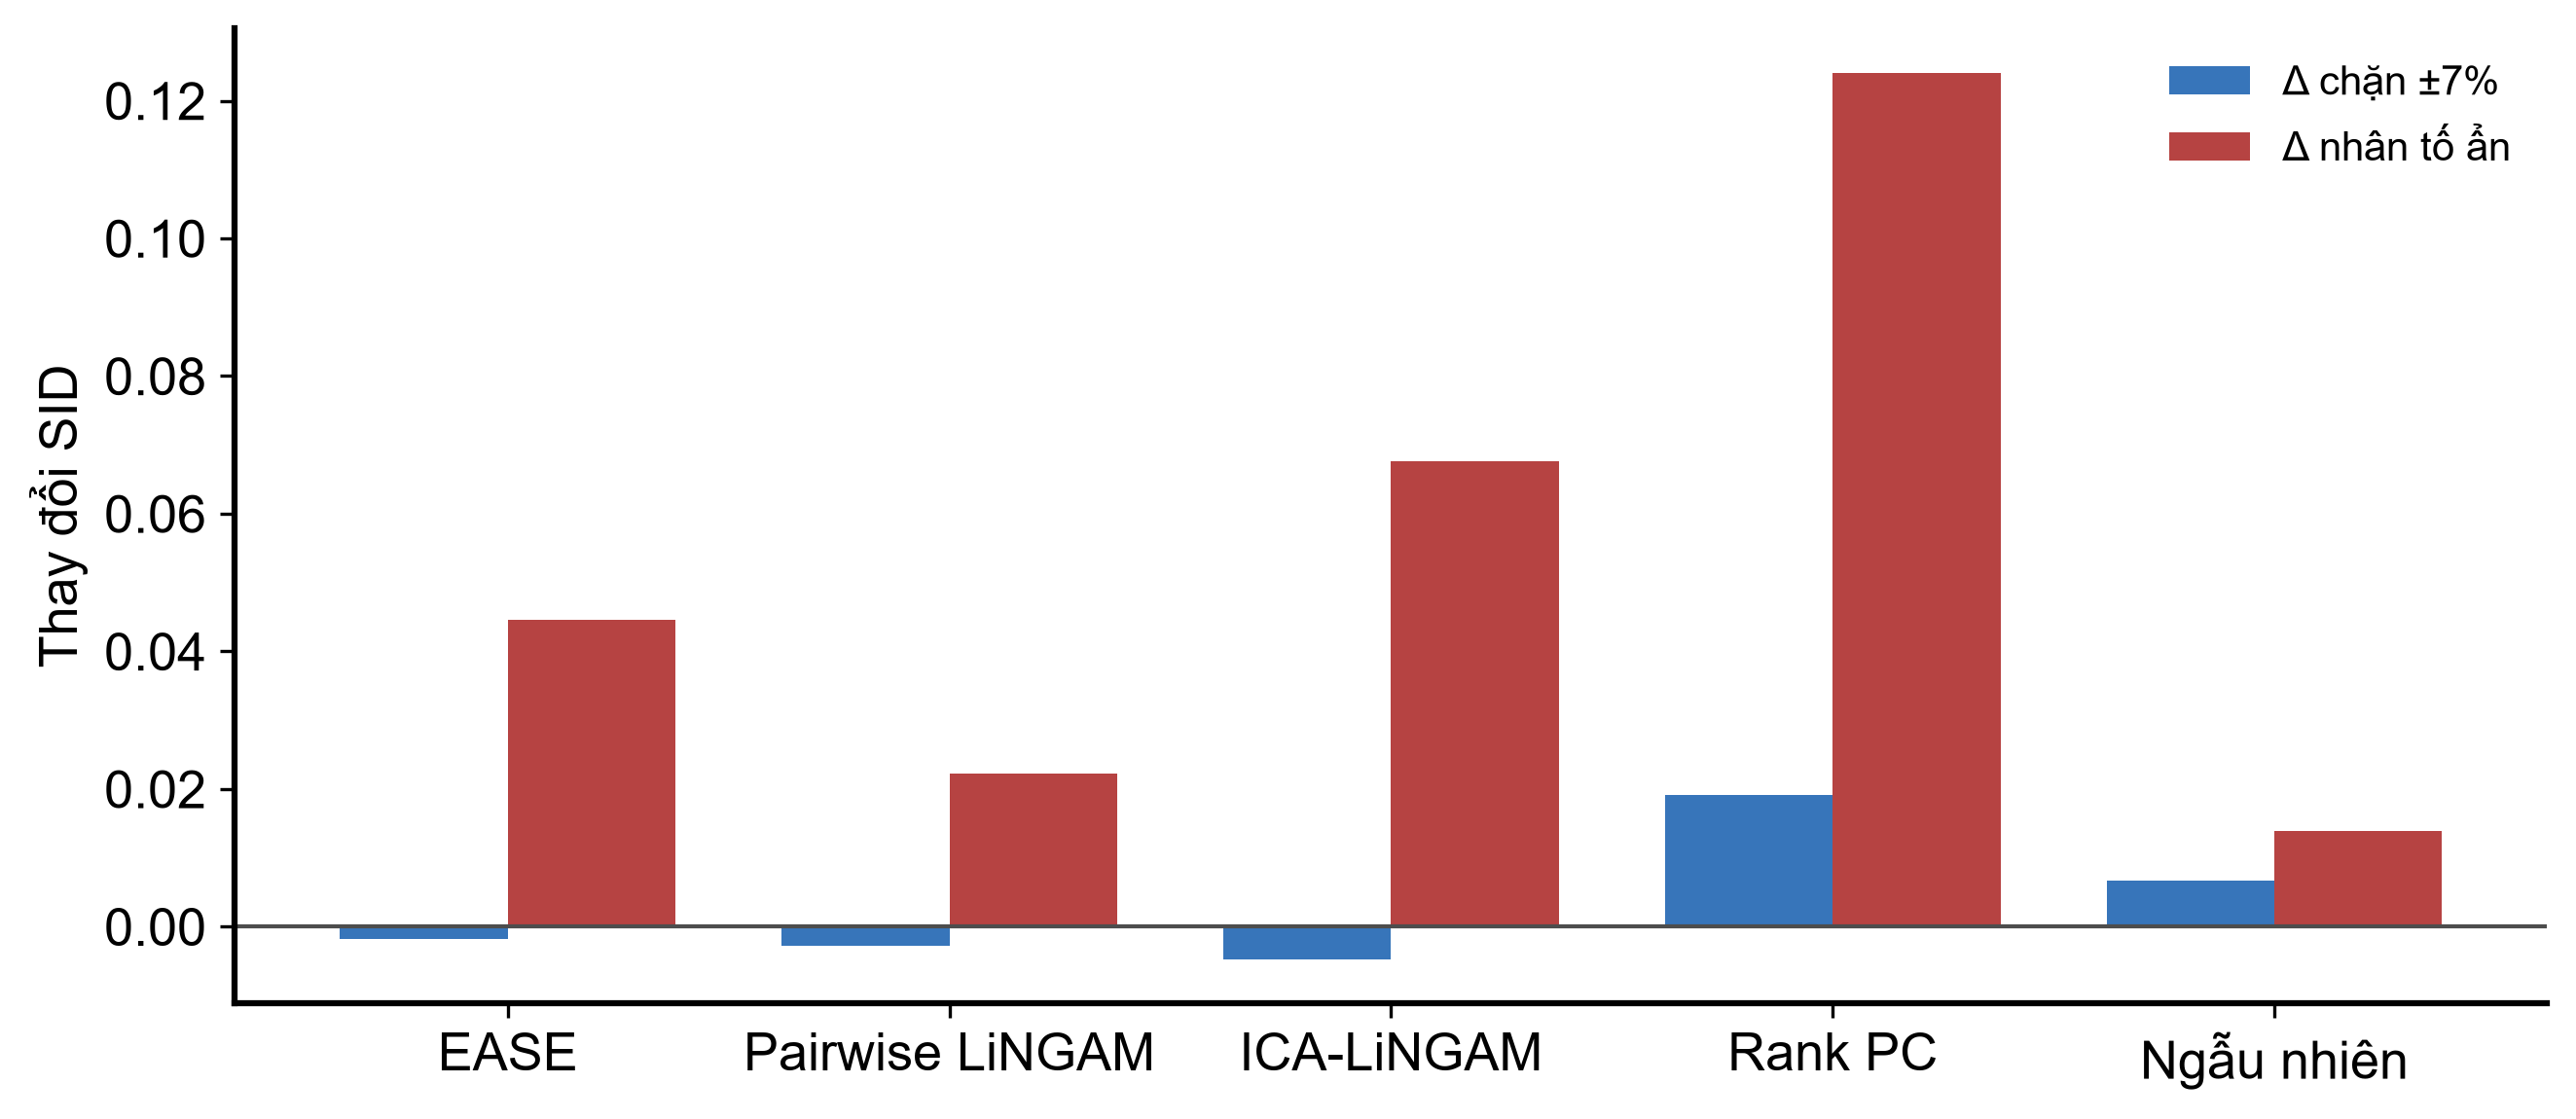 Δ chặn ±7%
Δ nhân tố ẩn
Thay đổi SID
0.12
0.10
0.08
0.06
0.04
0.02
0.00
EASE
Pairwise LiNGAM
ICA-LiNGAM
Rank PC
Ngẫu nhiên